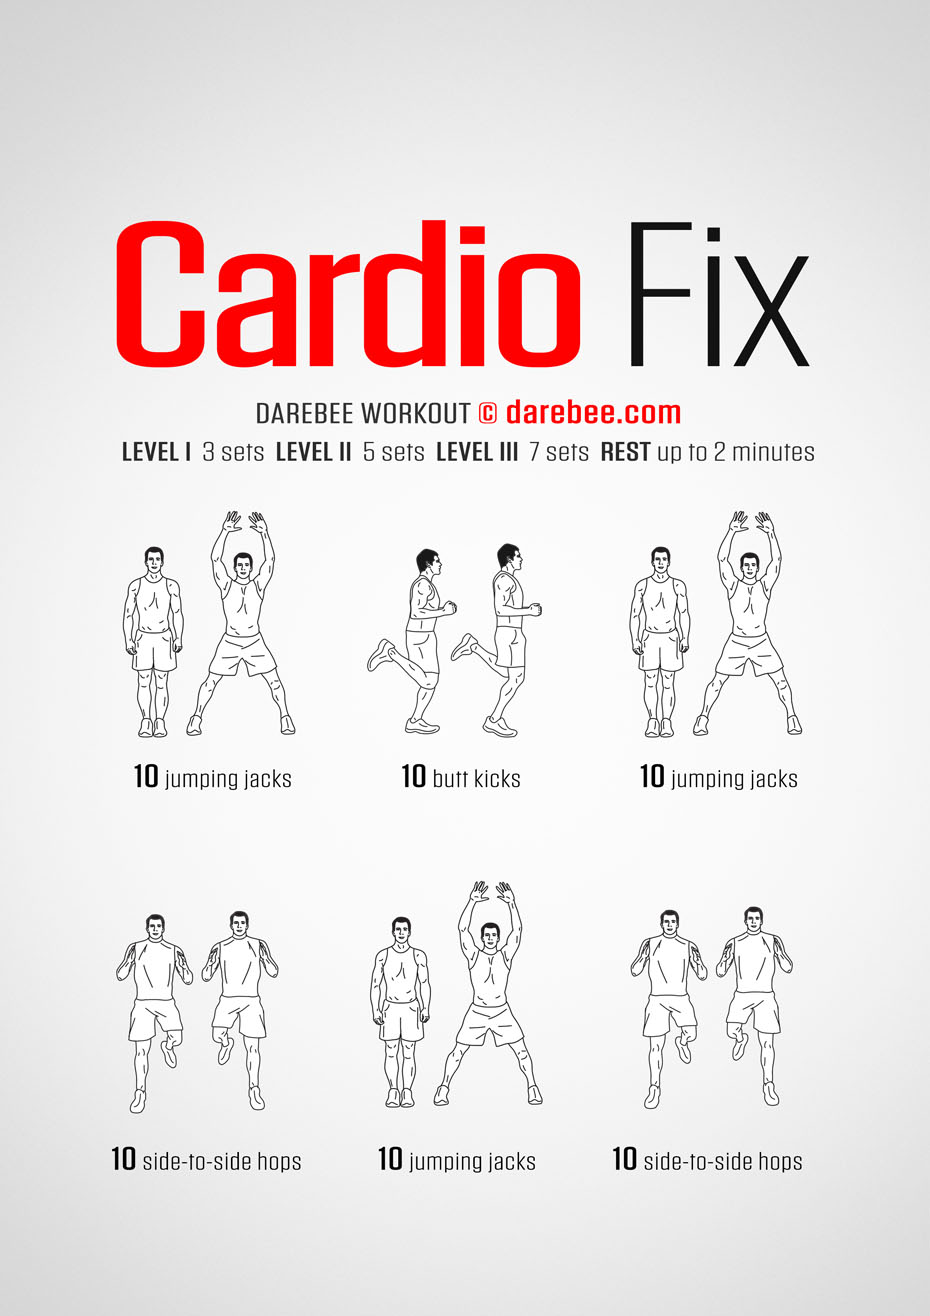 Cardio Fix
DAREBEE WORKOUT © darebee.com
LEVEL I 3 sets LEVEL II 5 sets LEVEL III 7 sets REST up to 2 minutes
10 jumping jacks
10 butt kicks
10 jumping jacks
10 side-to-side hops
10 jumping jacks
10 side-to-side hops